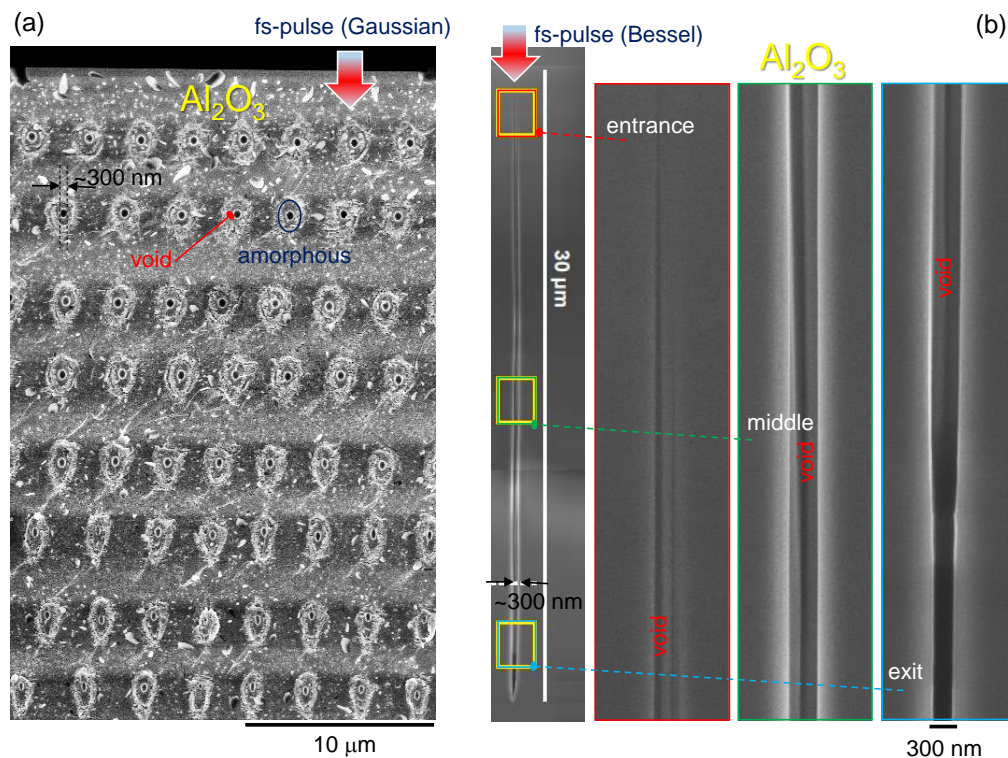 (a)
fs-pulse (Gaussian)
Al₂O₃
~300 nm
void
amorphous
10 μm
fs-pulse (Bessel)
(b)
Al₂O₃
entrance
30 μm
middle
~300 nm
exit
void
void
void
300 nm